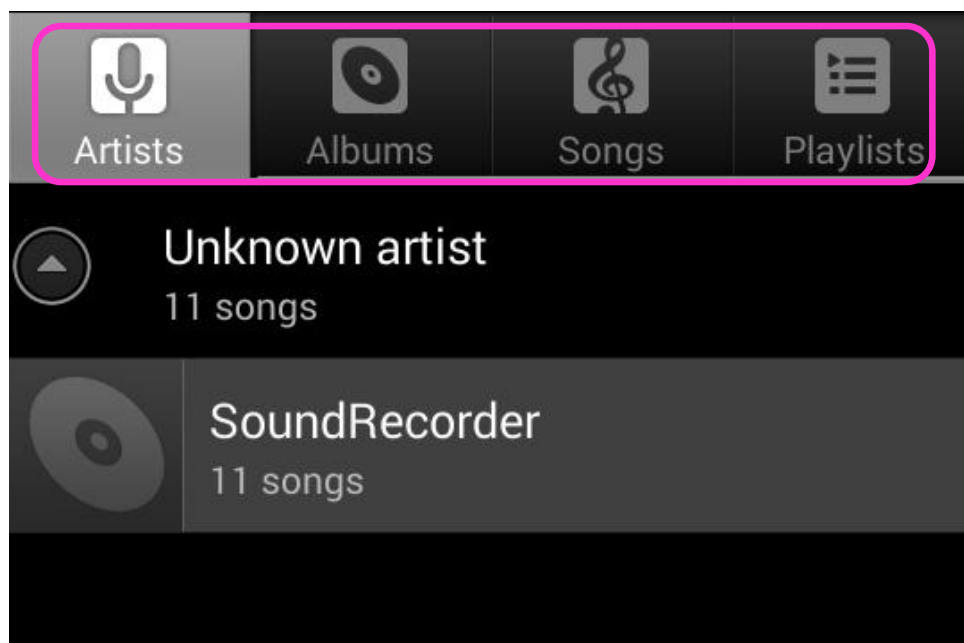 Artists Albums Songs Playlists
Unknown artist
11 songs
SoundRecorder
11 songs